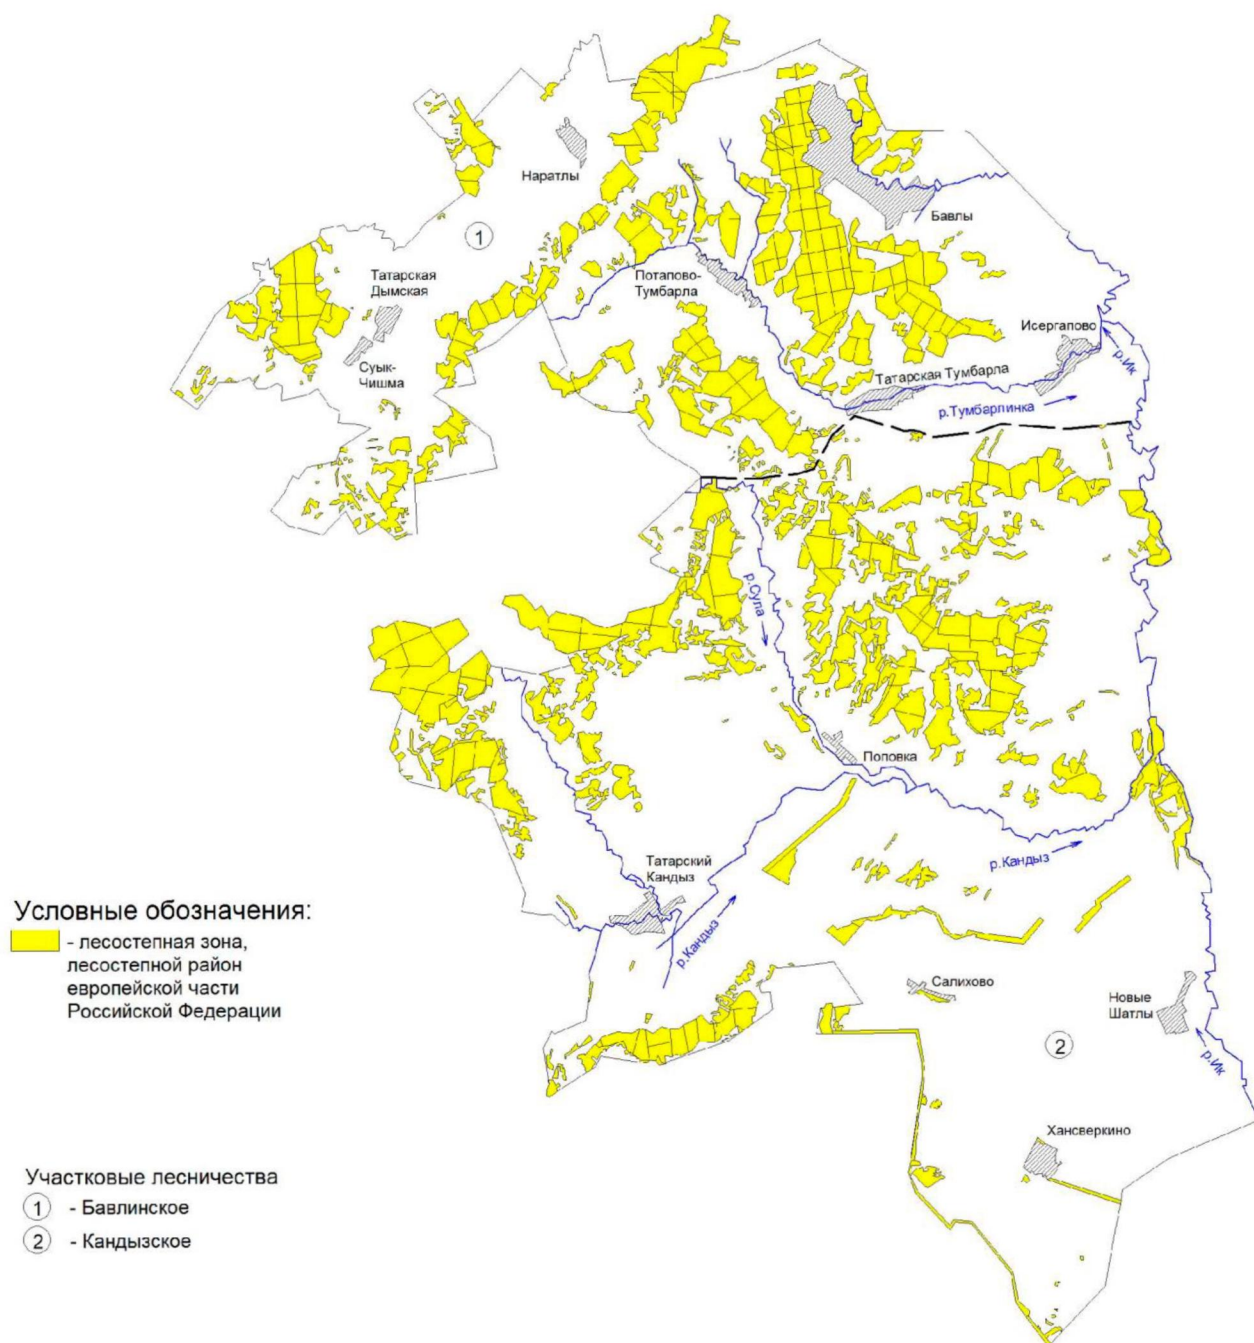 Наратлы
Бавлы
1
Татарская
Дымская
Потапово-
Тумбарла
Исергапово
р.Ик
Суык-
Чишма
Татарская Тумбарла
р.Тумбарлинка
р.Сула
Поповка
Татарский
Кандыз
р.Кандыз
р.Кандыз
Условные обозначения:
- лесостепная зона,
лесостепной район
европейской части
Российской Федерации
Салихово
Новые
Шатлы
2
р.Ик
Хансверкино
Участковые лесничества
1 - Бавлинское
2 - Кандызское